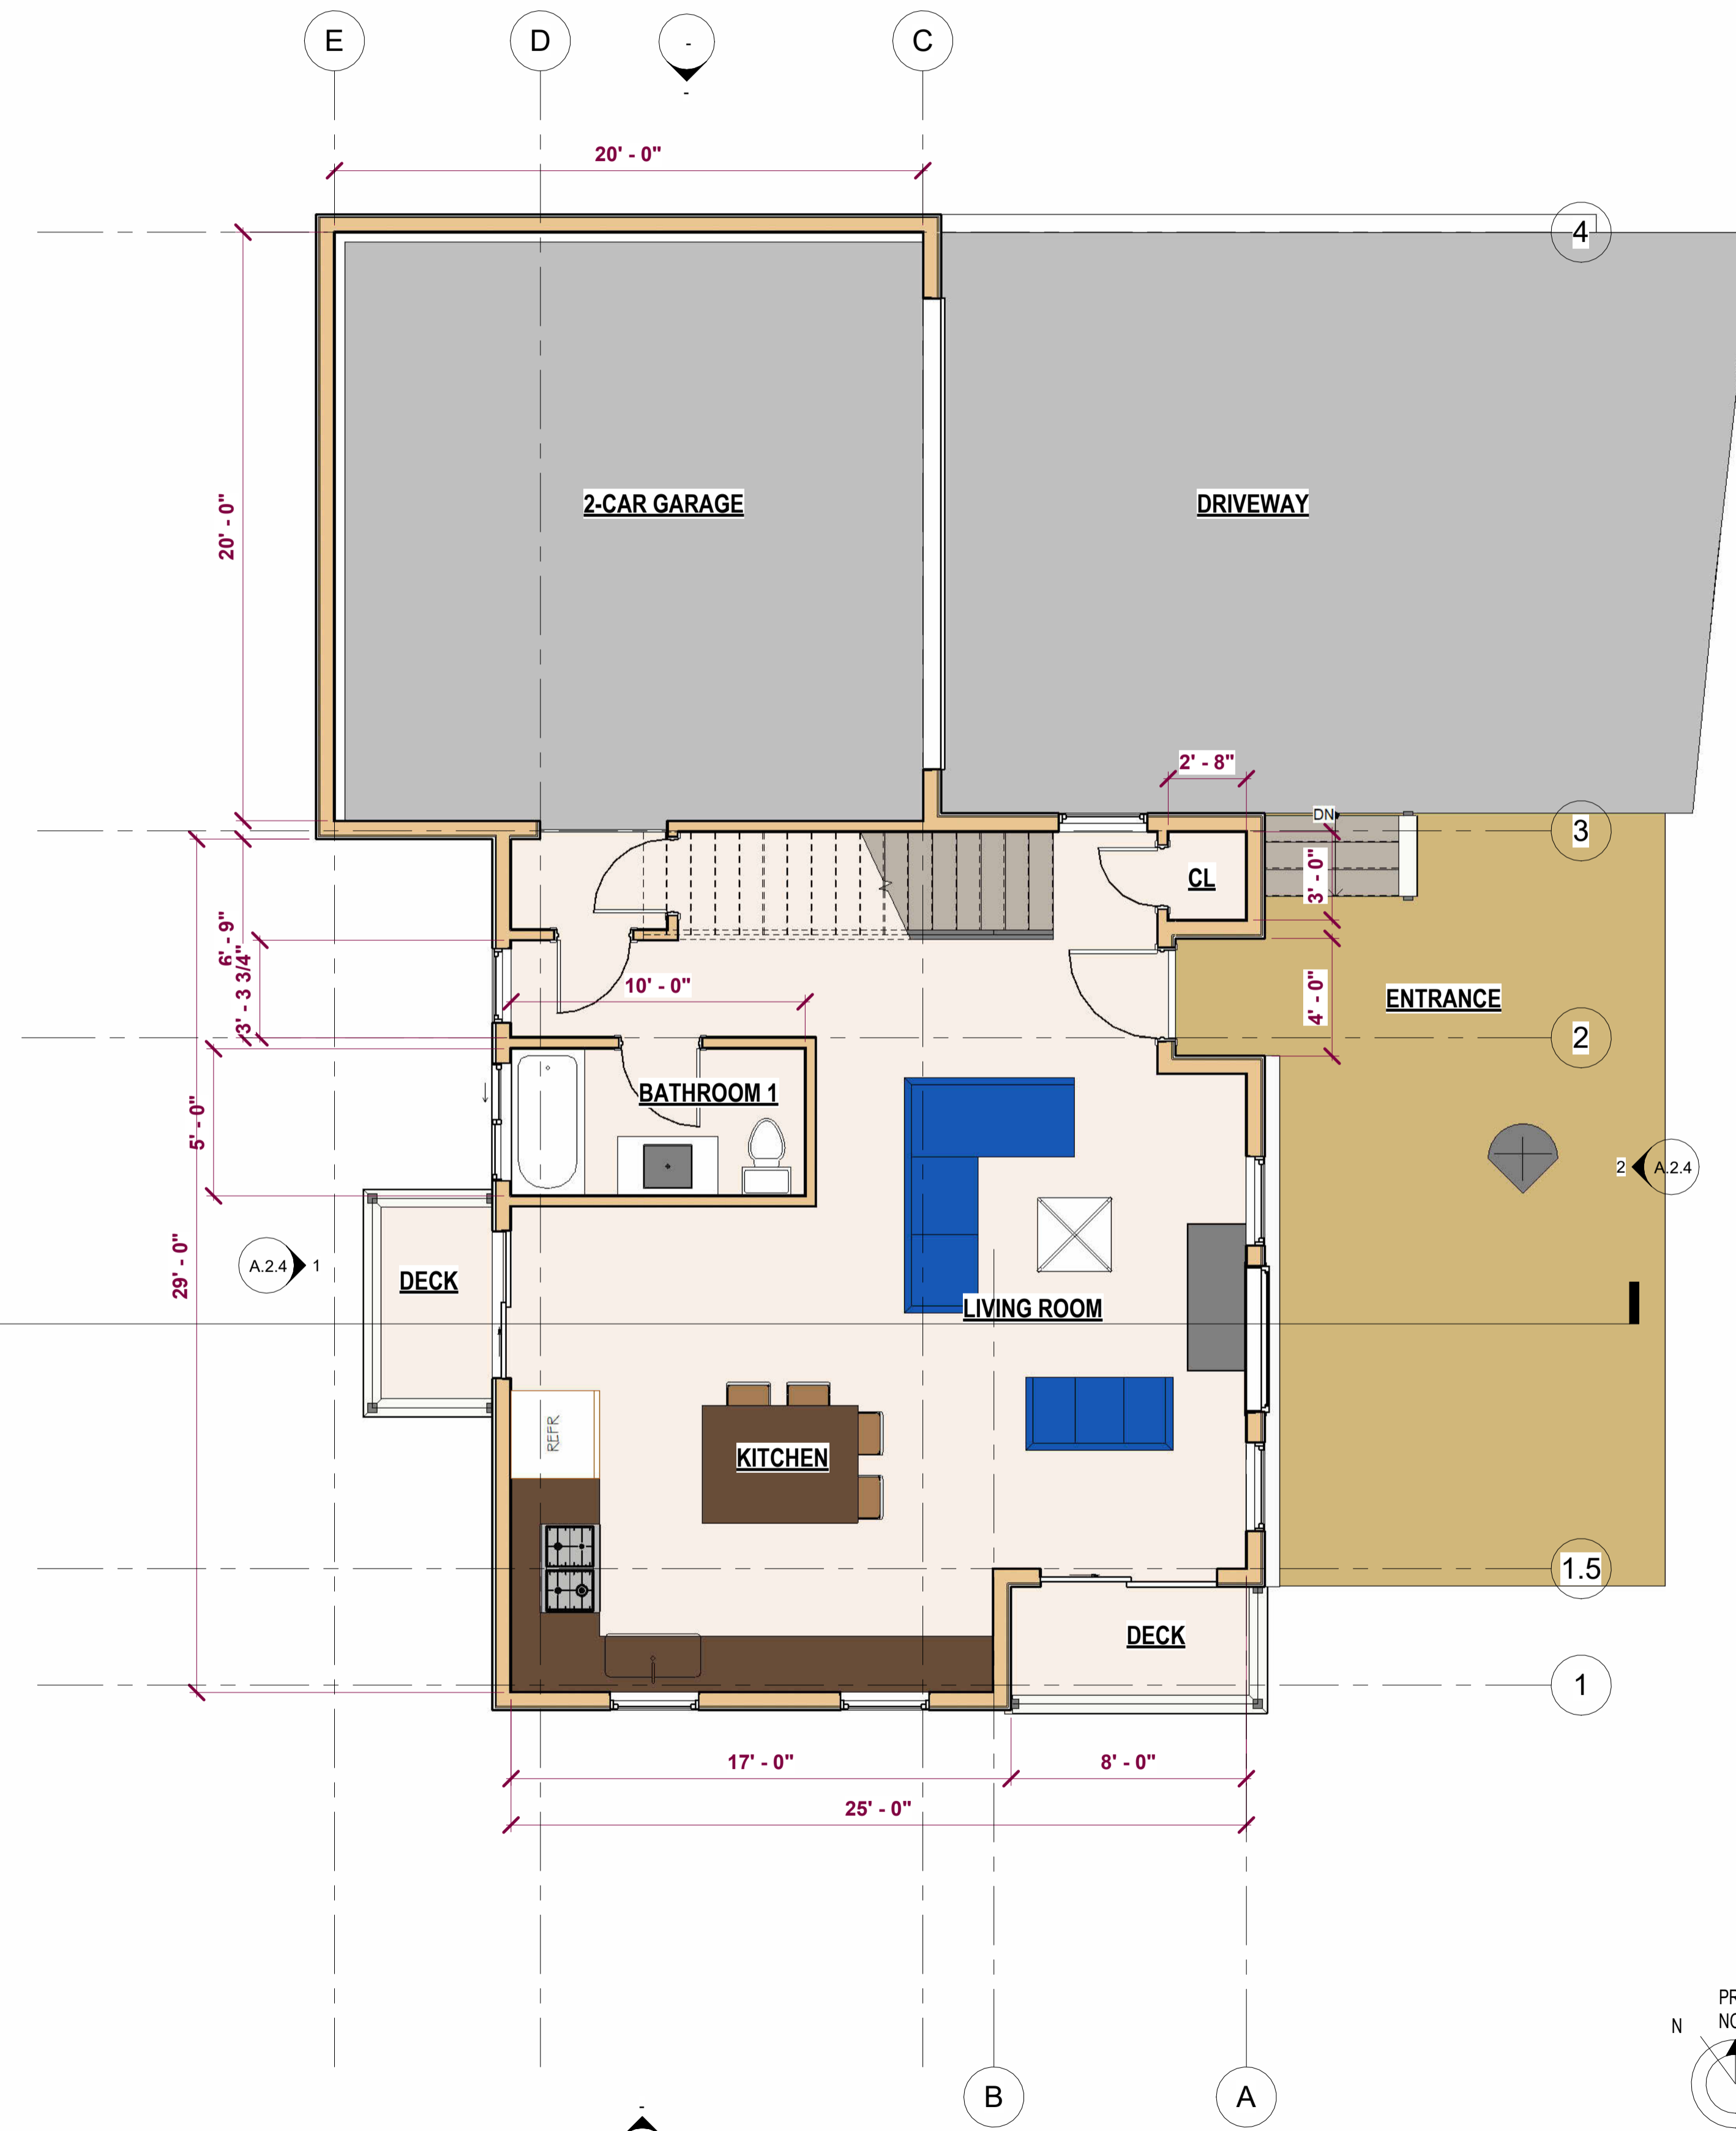 E
D
-
C
-
20' - 0"
4
20' - 0"
2-CAR GARAGE
DRIVEWAY
2' - 8"
DN
3
CL
3' - 0"
6' - 9"
3' - 3 3/4"
10' - 0"
ENTRANCE
4' - 0"
2
BATHROOM 1
5' - 0"
2
A.2.4
29' - 0"
A.2.4
1
DECK
LIVING ROOM
REFR
KITCHEN
1.5
DECK
1
17' - 0"
8' - 0"
25' - 0"
N
B
A
-